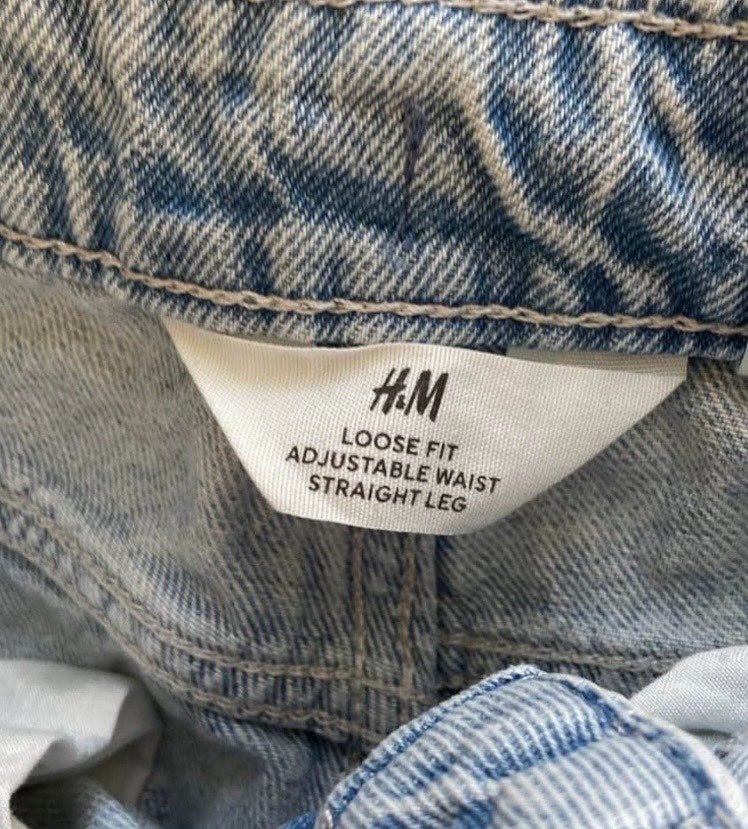 H&M
LOOSE FIT
ADJUSTABLE WAIST
STRAIGHT LEG